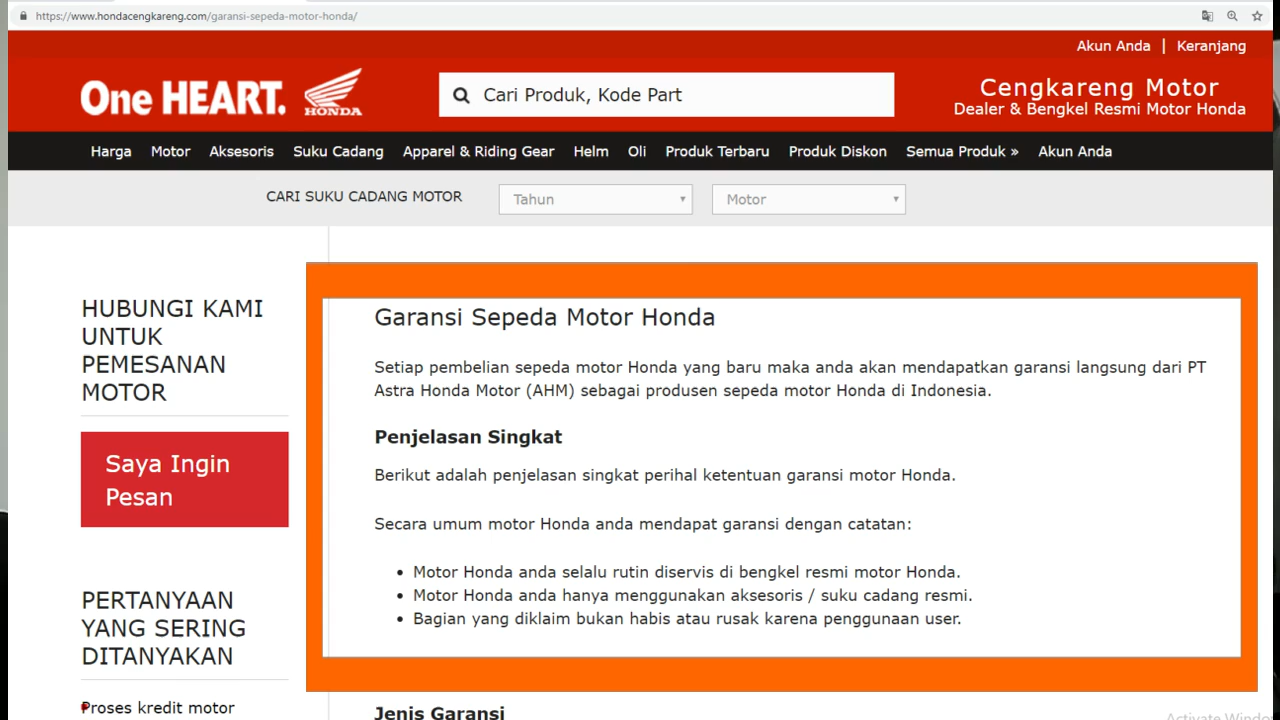 https://www.hondacengkareng.com/garansi-sepeda-motor-honda/
Akun Anda | Keranjang
One HEART.
HONDA
Cari Produk, Kode Part
Cengkareng Motor
Dealer & Bengkel Resmi Motor Honda
Harga Motor Aksesoris Suku Cadang Apparel & Riding Gear Helm Oli Produk Terbaru Produk Diskon Semua Produk » Akun Anda
CARI SUKU CADANG MOTOR
Tahun
Motor
HUBUNGI KAMI
UNTUK
PEMESANAN
MOTOR
Saya Ingin
Pesan
PERTANYAAN
YANG SERING
DITANYAKAN
Proses kredit motor
Garansi Sepeda Motor Honda
Setiap pembelian sepeda motor Honda yang baru maka anda akan mendapatkan garansi langsung dari PT
Astra Honda Motor (AHM) sebagai produsen sepeda motor Honda di Indonesia.
Penjelasan Singkat
Berikut adalah penjelasan singkat perihal ketentuan garansi motor Honda.
Secara umum motor Honda anda mendapat garansi dengan catatan:
• Motor Honda anda selalu rutin diservis di bengkel resmi motor Honda.
• Motor Honda anda hanya menggunakan aksesoris / suku cadang resmi.
• Bagian yang diklaim bukan habis atau rusak karena penggunaan user.
Jenis Garansi